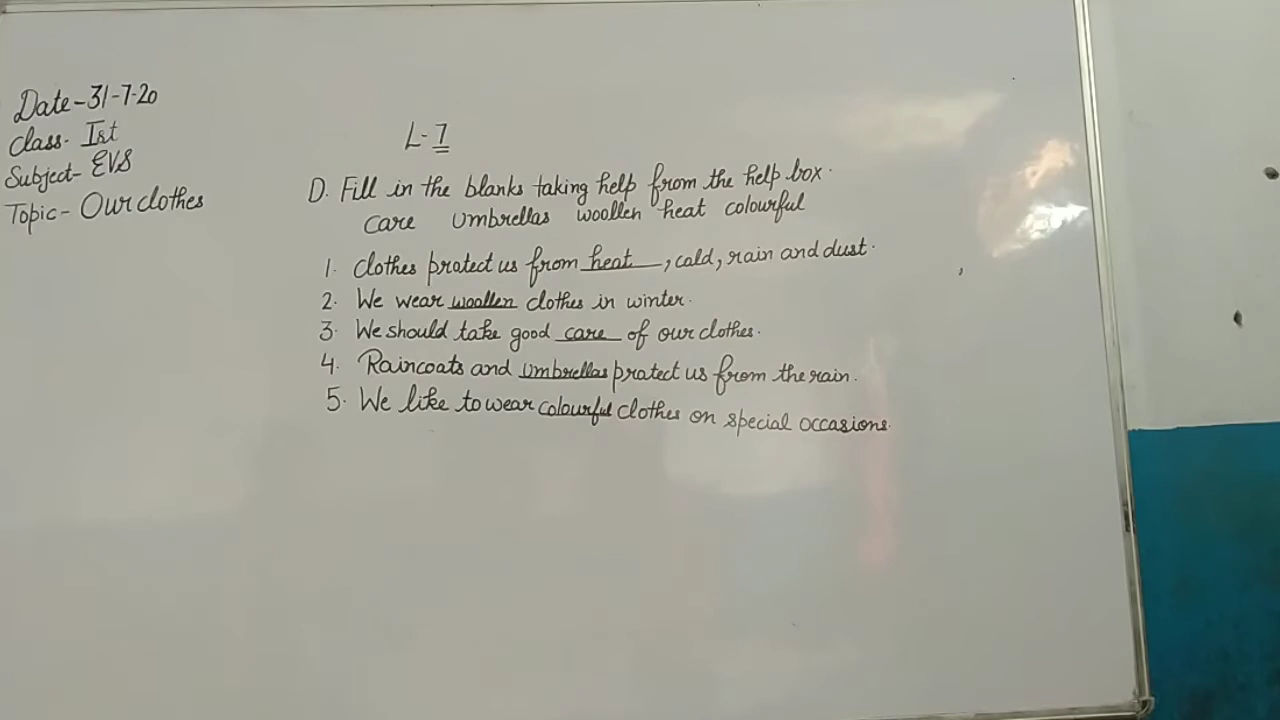 Date-31-7-20
Class- Ist
Subject- EVS
Topic- Our clothes
L-7
D. Fill in the blanks taking help from the help box.
care umbrellas woollen heat colourful
1. Clothes protect us from heat, cold, rain and dust.
2. We wear woollen clothes in winter.
3. We should take good care of our clothes.
4. Raincoats and umbrellas protect us from the rain.
5. We like to wear colourful clothes on special occasions.